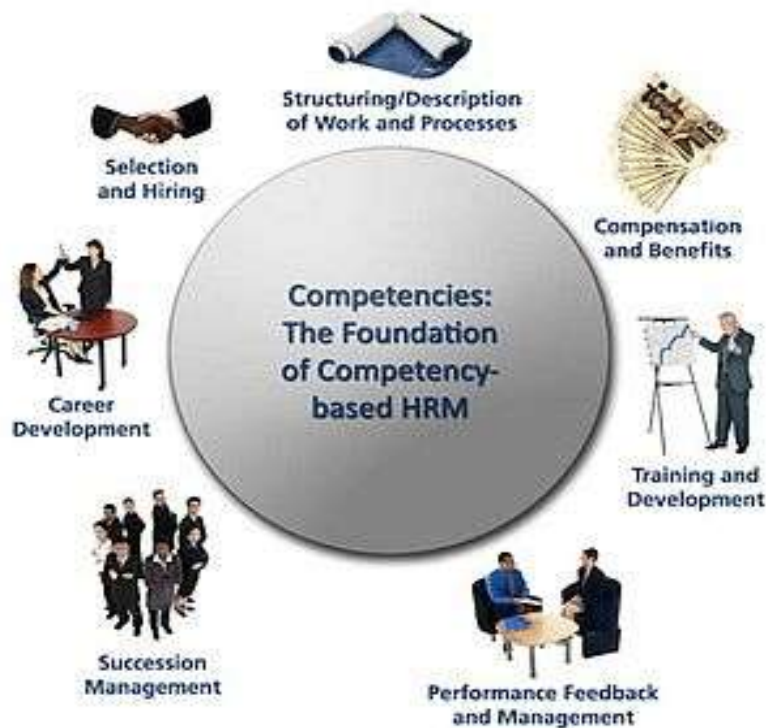 Structuring/Description
of Work and Processes
Compensation
and Benefits
Training and
Development
Performance Feedback
and Management
Succession
Management
Career
Development
Selection
and Hiring
Competencies:
The Foundation
of Competency-
based HRM